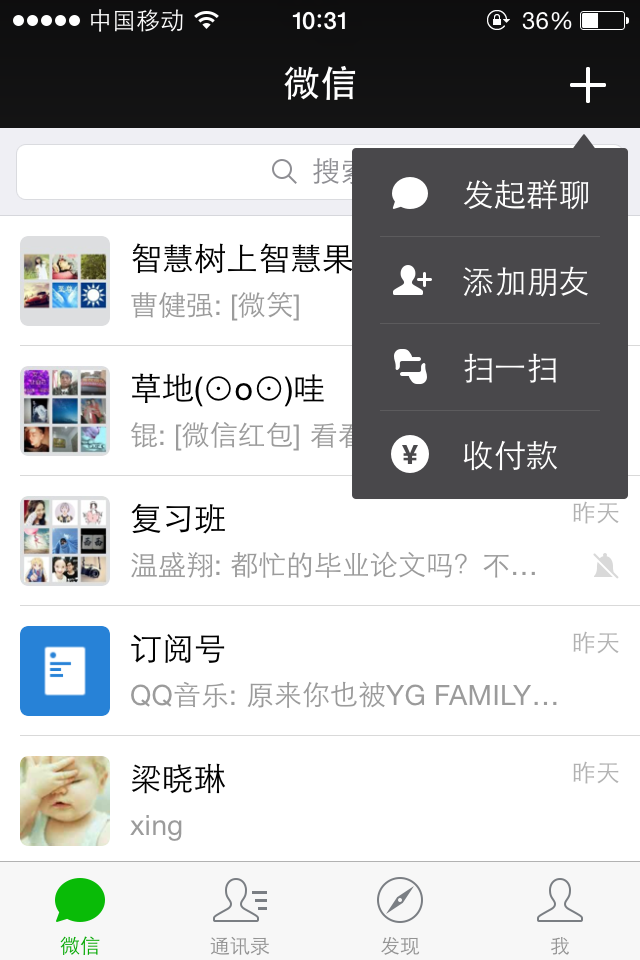 中国移动 10:31 36%
微信
搜索
发起群聊
添加朋友
扫一扫
收付款
智慧树上智慧果
曹健强: [微笑]
草地(⊙o⊙)哇
锟: [微信红包] 看看
复习班 昨天
温盛翔: 都忙的毕业论文吗？不…
订阅号 昨天
QQ音乐: 原来你也被YG FAMILY…
梁晓琳 昨天
xing
微信 通讯录 发现 我